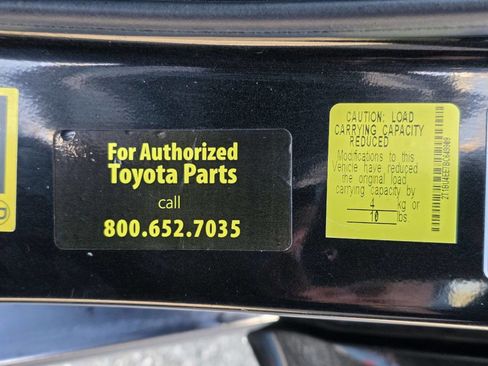 For Authorized
Toyota Parts
call
800.652.7035
CAUTION: LOAD
CARRYING CAPACITY
REDUCED
Modifications to this
Vehicle have reduced
the original load
carrying capacity by
4 kg or
10 lbs.